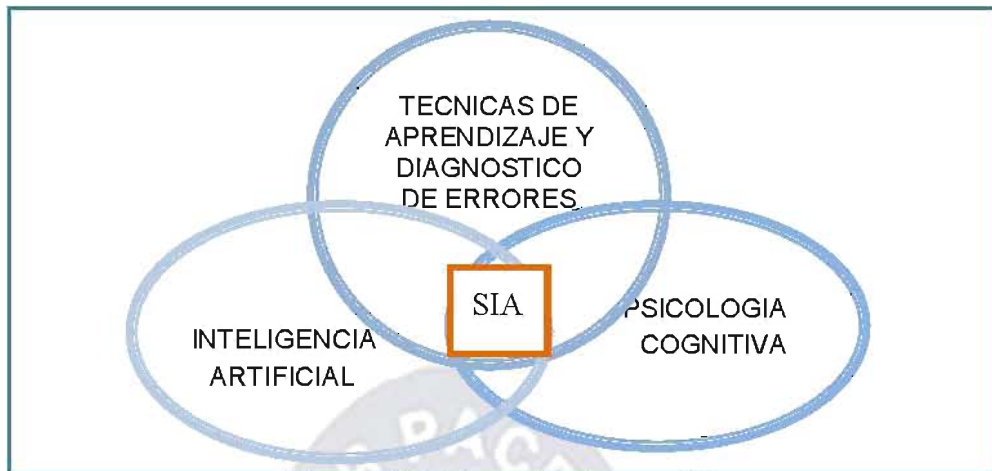 TECNICAS DE
APRENDIZAJE Y
DIAGNOSTICO
DE ERRORES
SIA
INTELIGENCIA
ARTIFICIAL
PSICOLOGIA
COGNITIVA